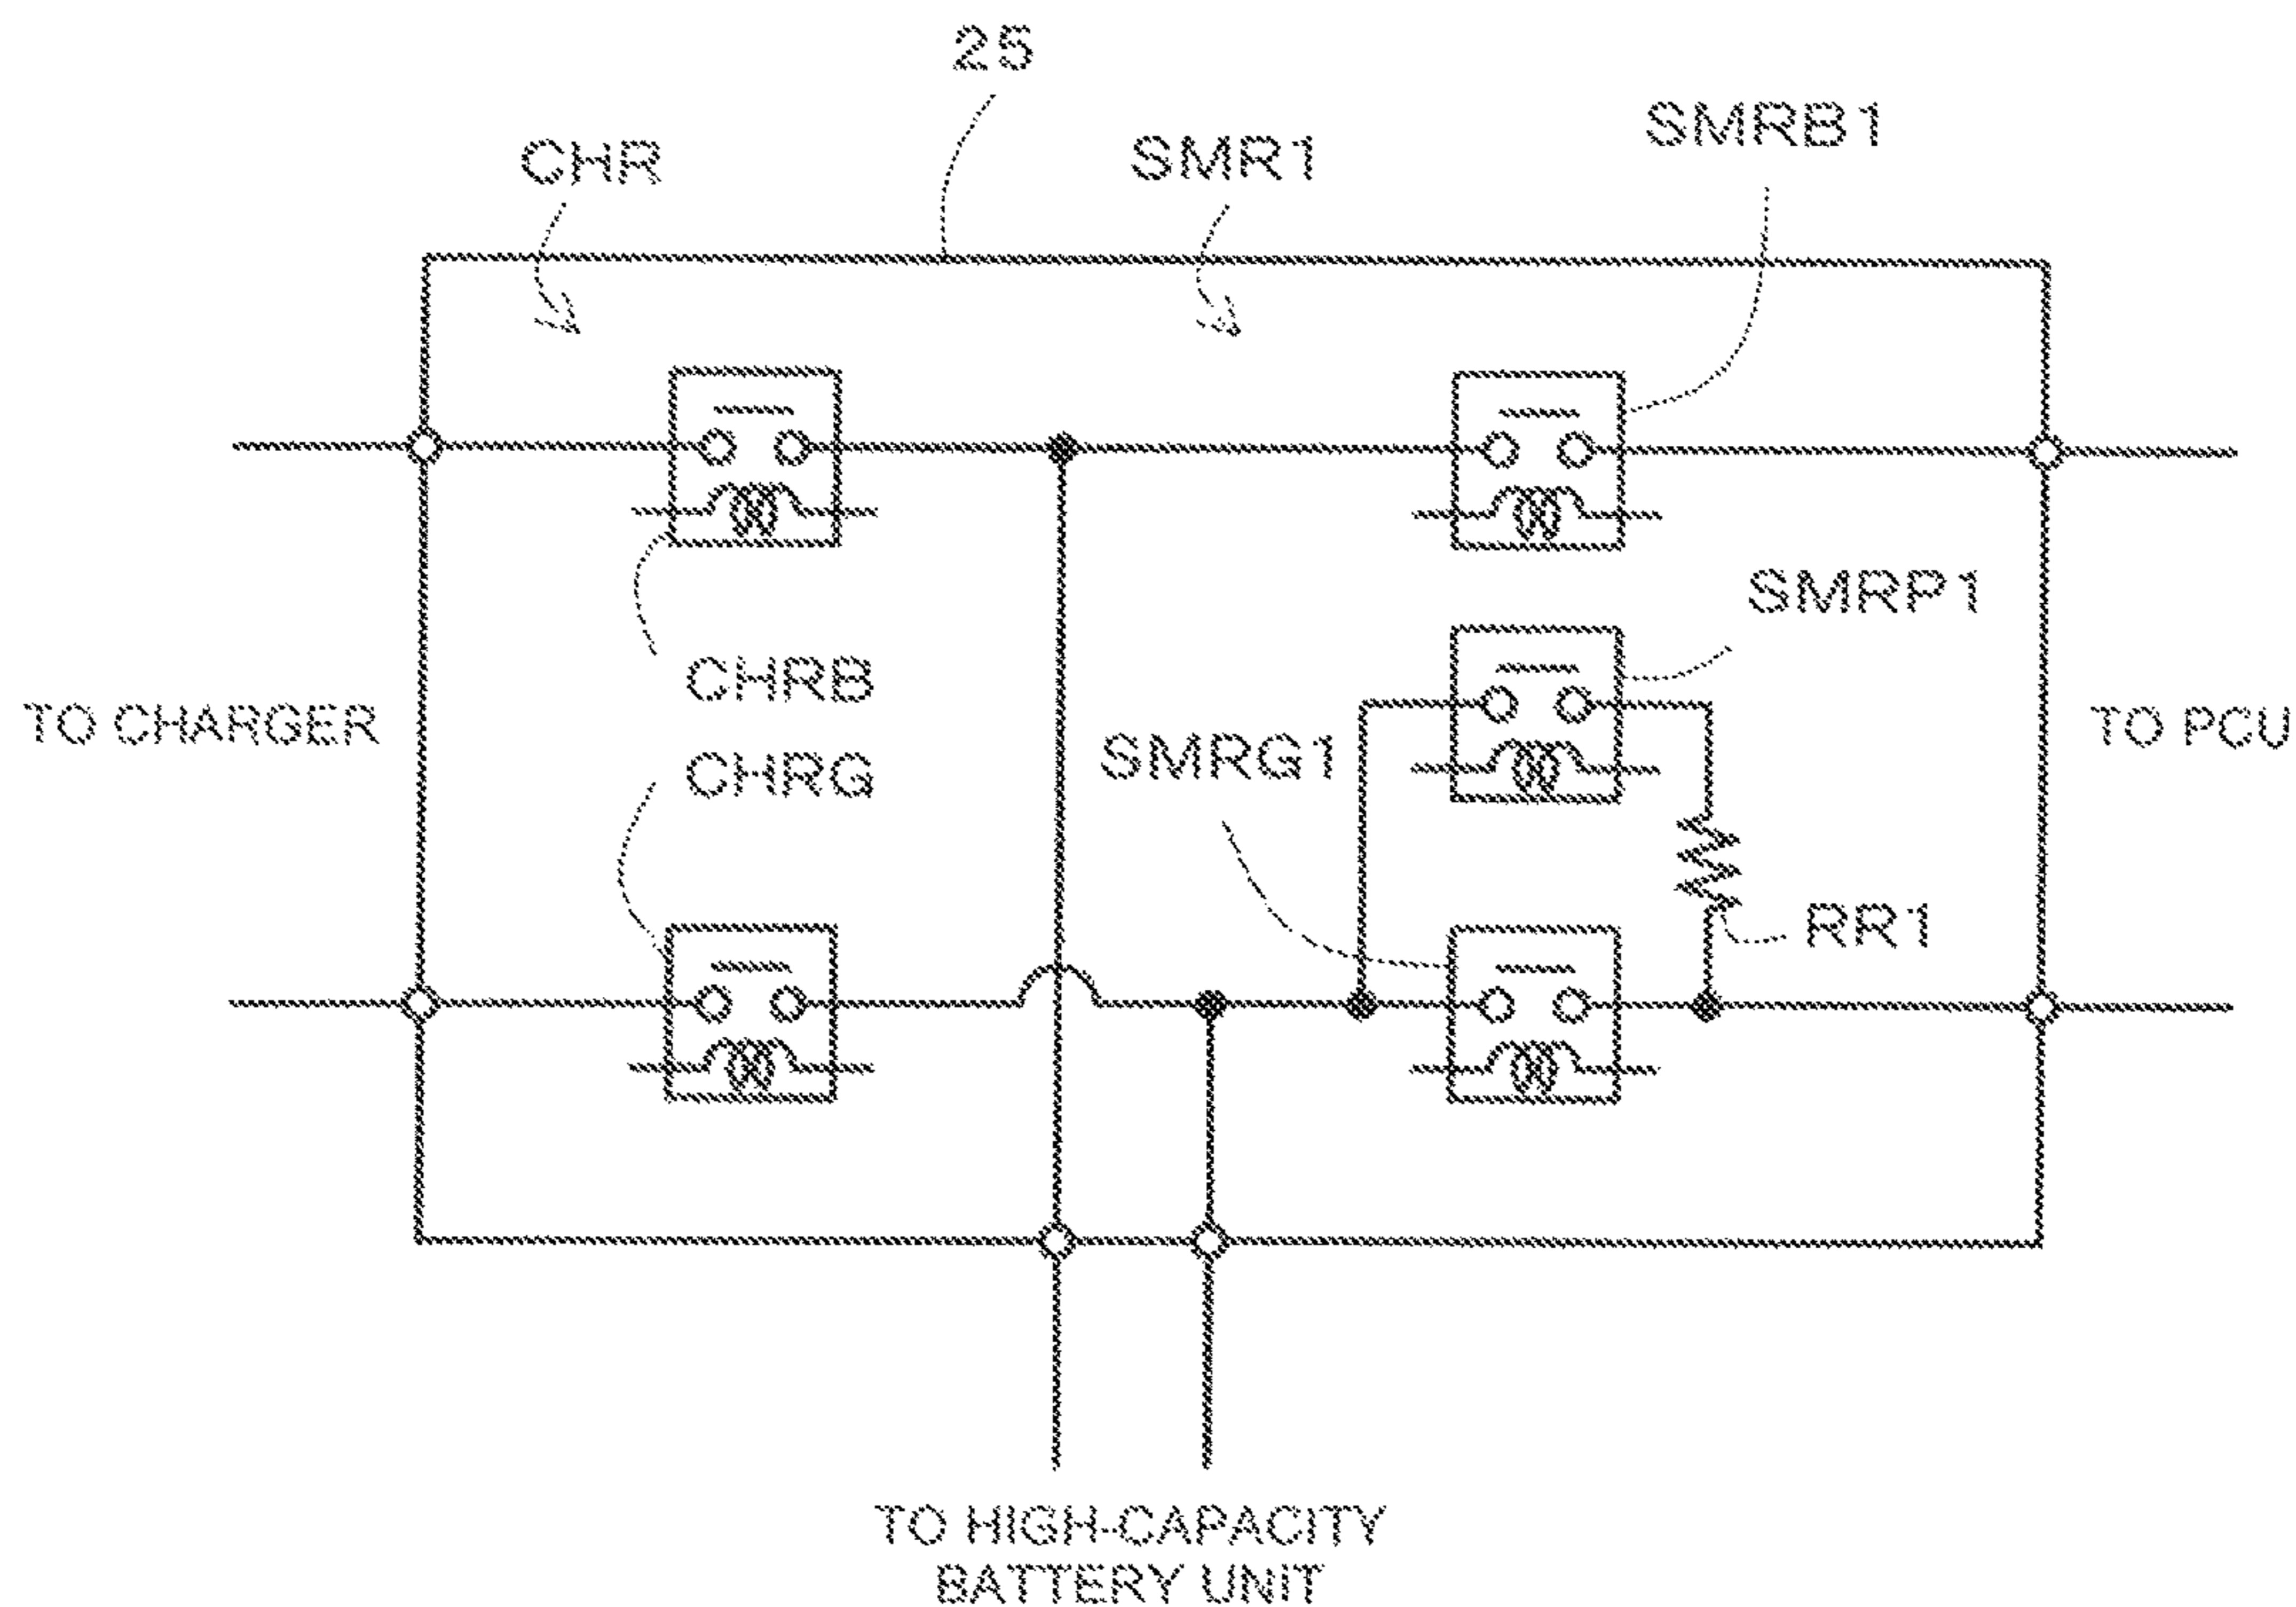 25
CHR
SMR1
SMRB1
SMRP1
CHRB
TO CHARGER
CHRG
SMRG1
TO PCU
RR1
TO HIGH-CAPACITY
BATTERY UNIT